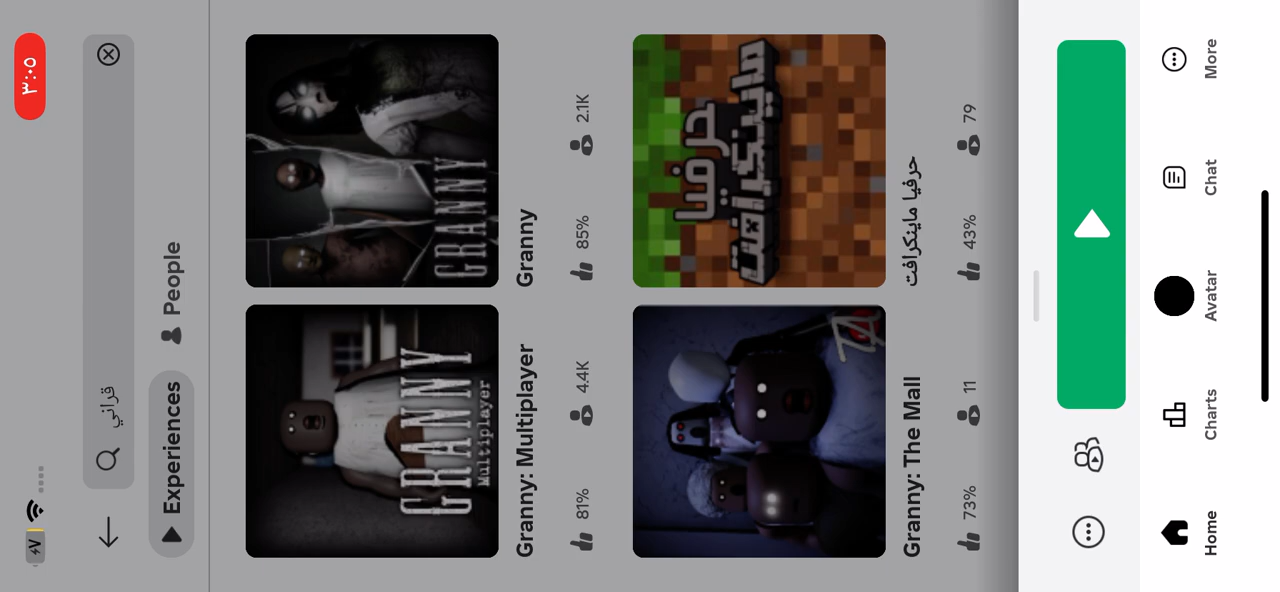 ٧ ٣:٠٥
قراني
Experiences People
GRANNY
Multiplayer
GRANNY
Granny: Multiplayer Granny
81% 4.4K 85% 2.1K
حرفيا
ماينكرافت
Granny: The Mall حرفيا ماينكرافت
73% 11 43% 79
Home Charts Avatar Chat More